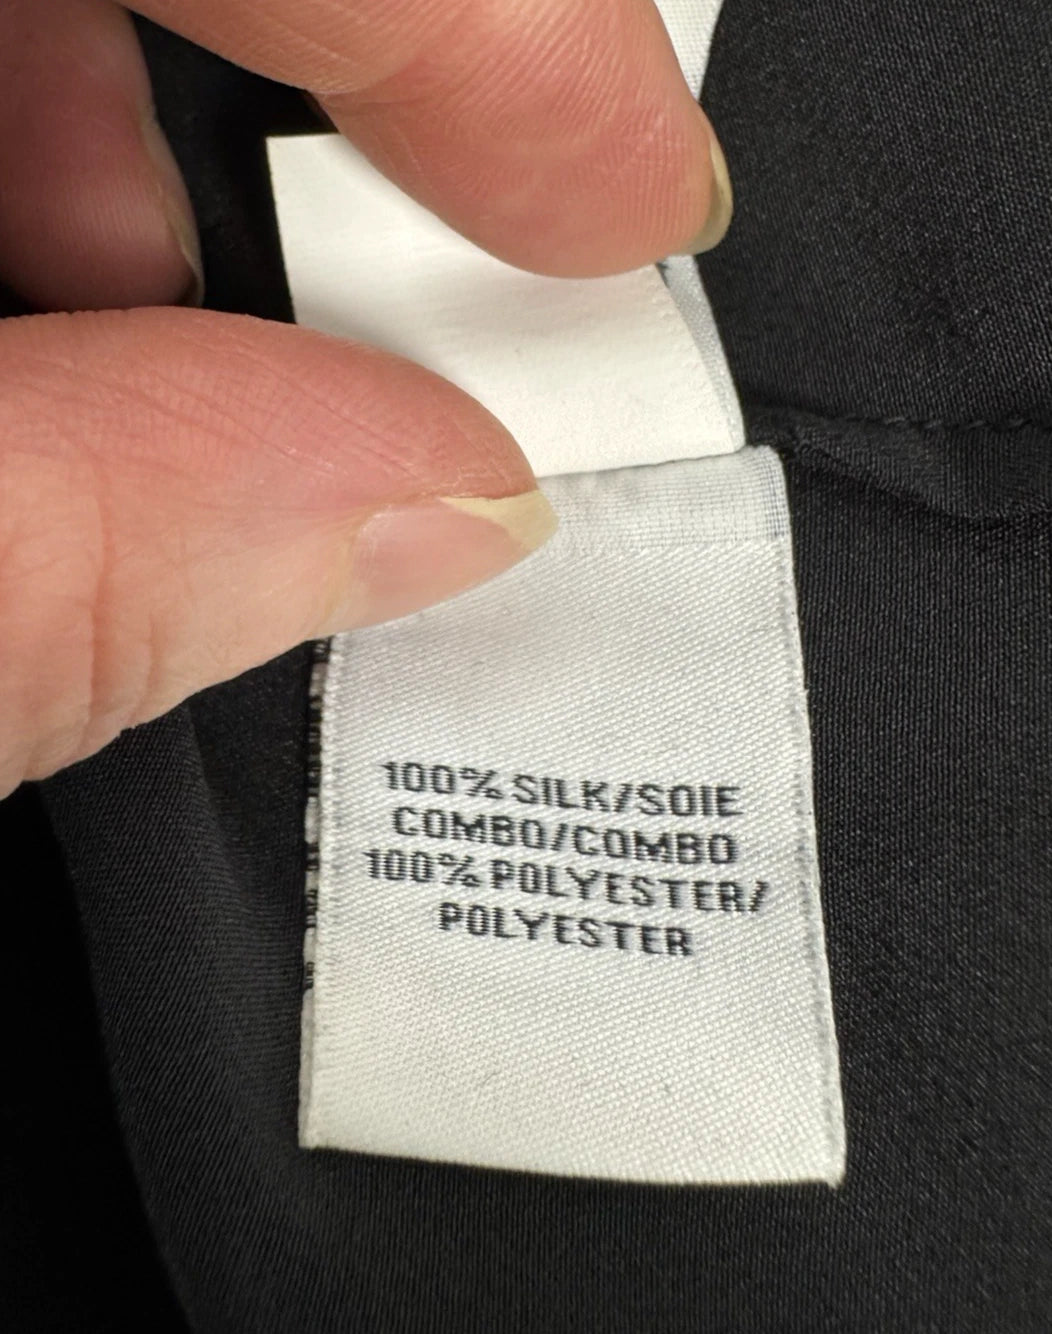 100% SILK/SOIE
COMBO/COMBO
100% POLYESTER/
POLYESTER